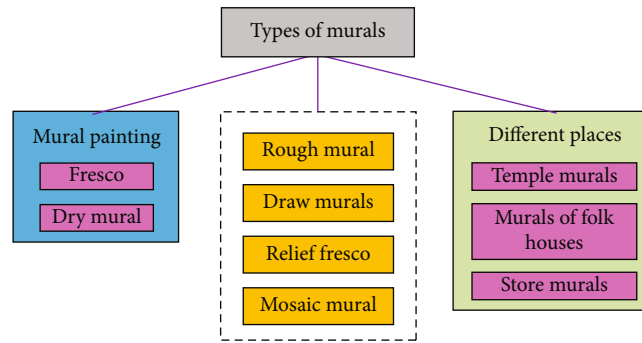 Types of murals
Mural painting
Fresco
Dry mural
Rough mural
Draw murals
Relief fresco
Mosaic mural
Different places
Temple murals
Murals of folk
houses
Store murals